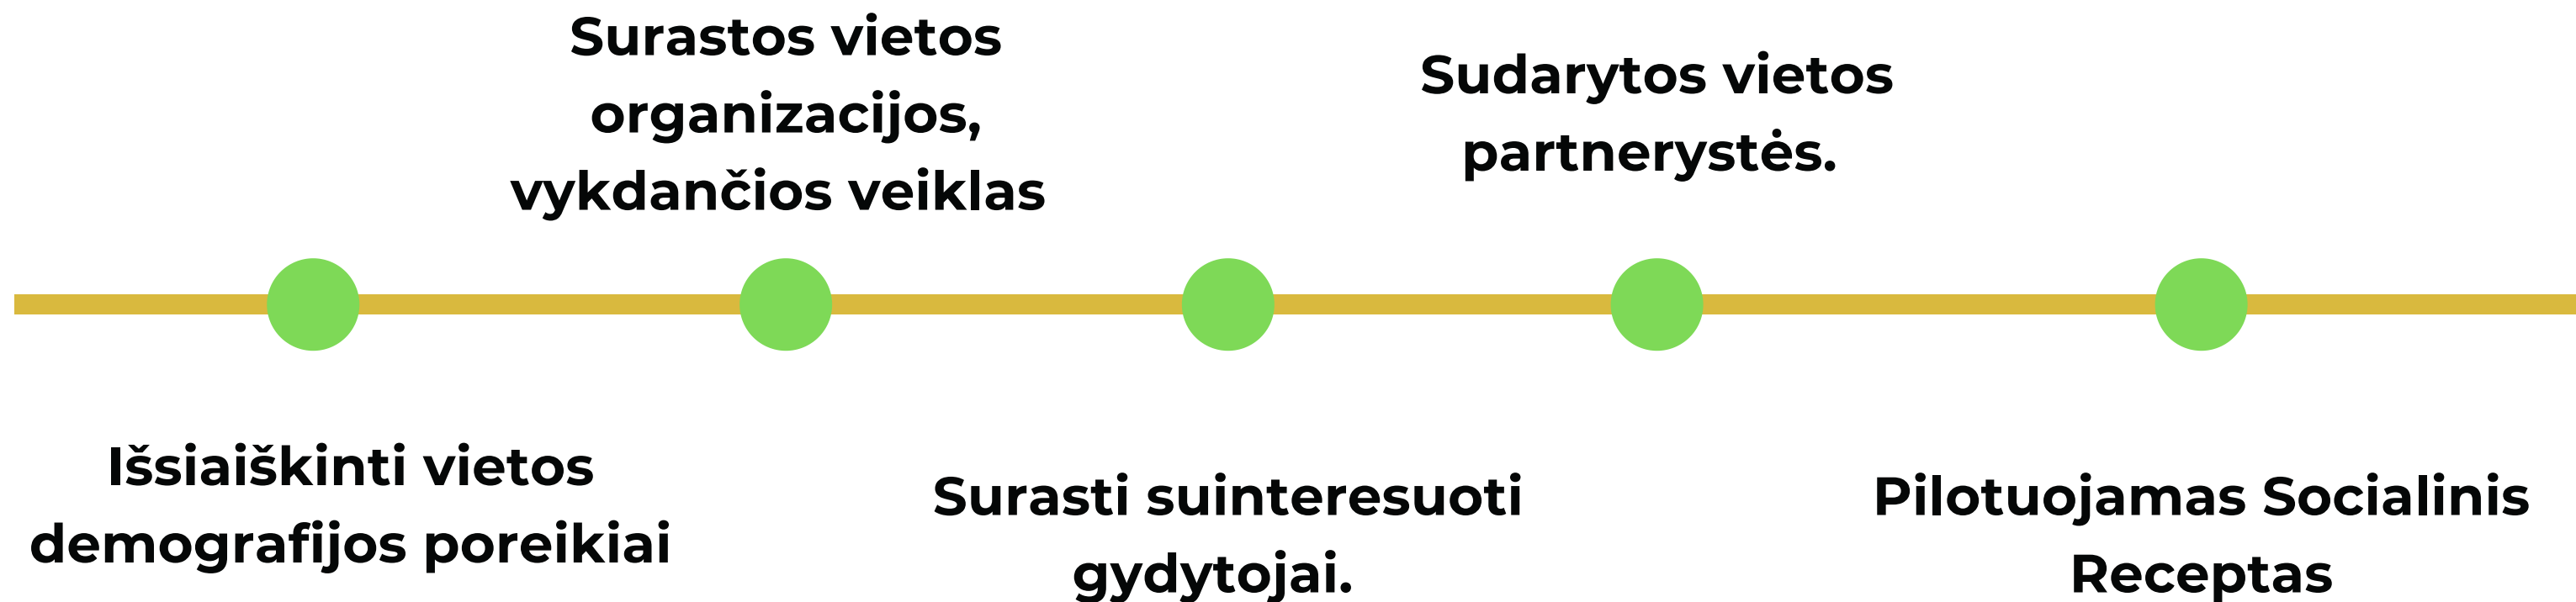 Surastos vietos
organizacijos,
vykdančios veiklas
Sudarytos vietos
partnerystės.
Išsiaiškinti vietos
demografijos poreikiai
Surasti suinteresuoti
gydytojai.
Pilotuojamas Socialinis
Receptas